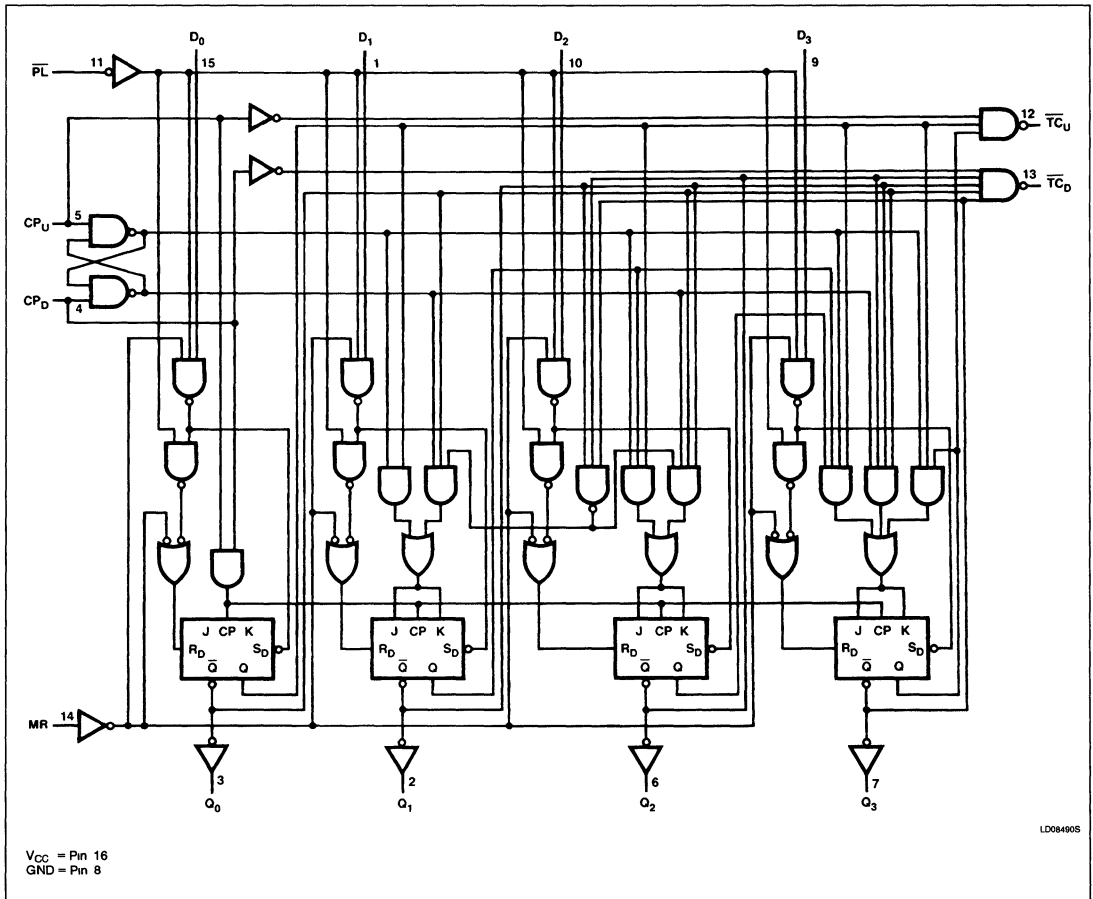 D0 D1 D2 D3
PL 11 15 1 10 9
12 TCU
13 TCD
CPU 5
CPD 4
J CP K J CP K J CP K J CP K
RD SD RD SD RD SD RD SD
Q Q Q Q Q Q Q Q
MR 14
3 2 6 7
Q0 Q1 Q2 Q3
LD08490S
VCC = Pin 16
GND = Pin 8